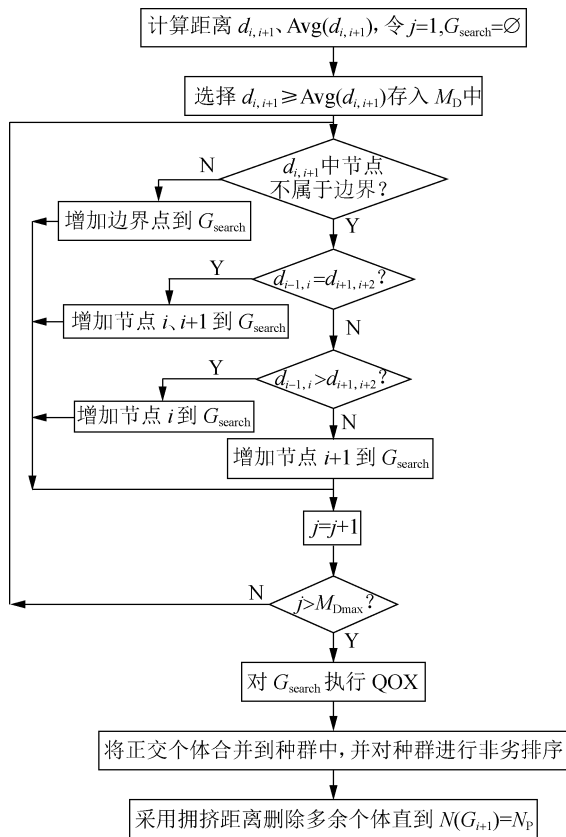 计算距离 d_{i,i+1}、Avg(d_{i,i+1}),令 j=1,G_{search}=∅
选择 d_{i,i+1}≥Avg(d_{i,i+1})存入 M_D中
d_{i,i+1}中节点
不属于边界?
N
Y
增加边界点到 G_{search}
d_{i-1,i}=d_{i+1,i+2}?
Y
N
增加节点 i、i+1 到 G_{search}
d_{i-1,i}>d_{i+1,i+2}?
Y
N
增加节点 i 到 G_{search}
增加节点 i+1 到 G_{search}
j=j+1
j>M_{Dmax}?
N
Y
对 G_{search} 执行 QOX
将正交个体合并到种群中,并对种群进行非劣排序
采用拥挤距离删除多余个体直到 N(G_{i+1})=N_P